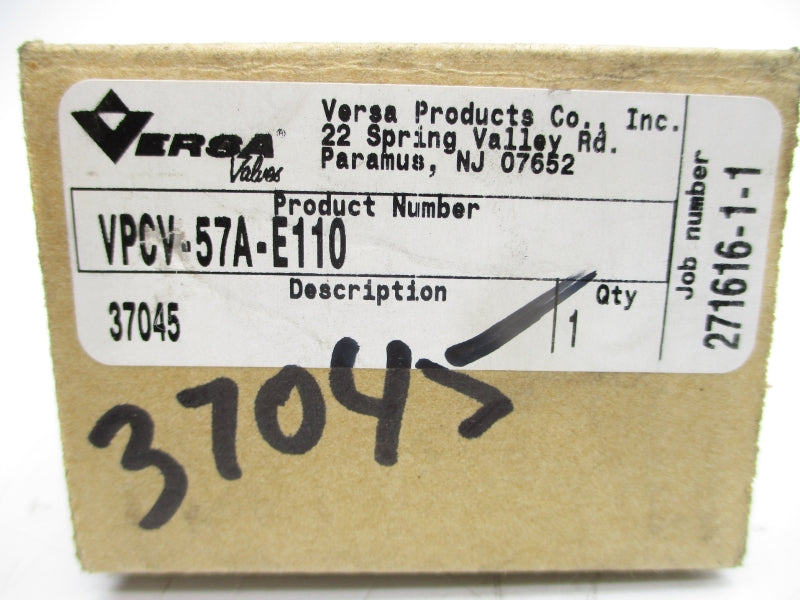 VERSA®
Valves
Versa Products Co., Inc.
22 Spring Valley Rd.
Paramus, NJ 07652
Product Number
VPCV-57A-E110
Description
37045
Qty
1
Job number
271616-1-1
37045